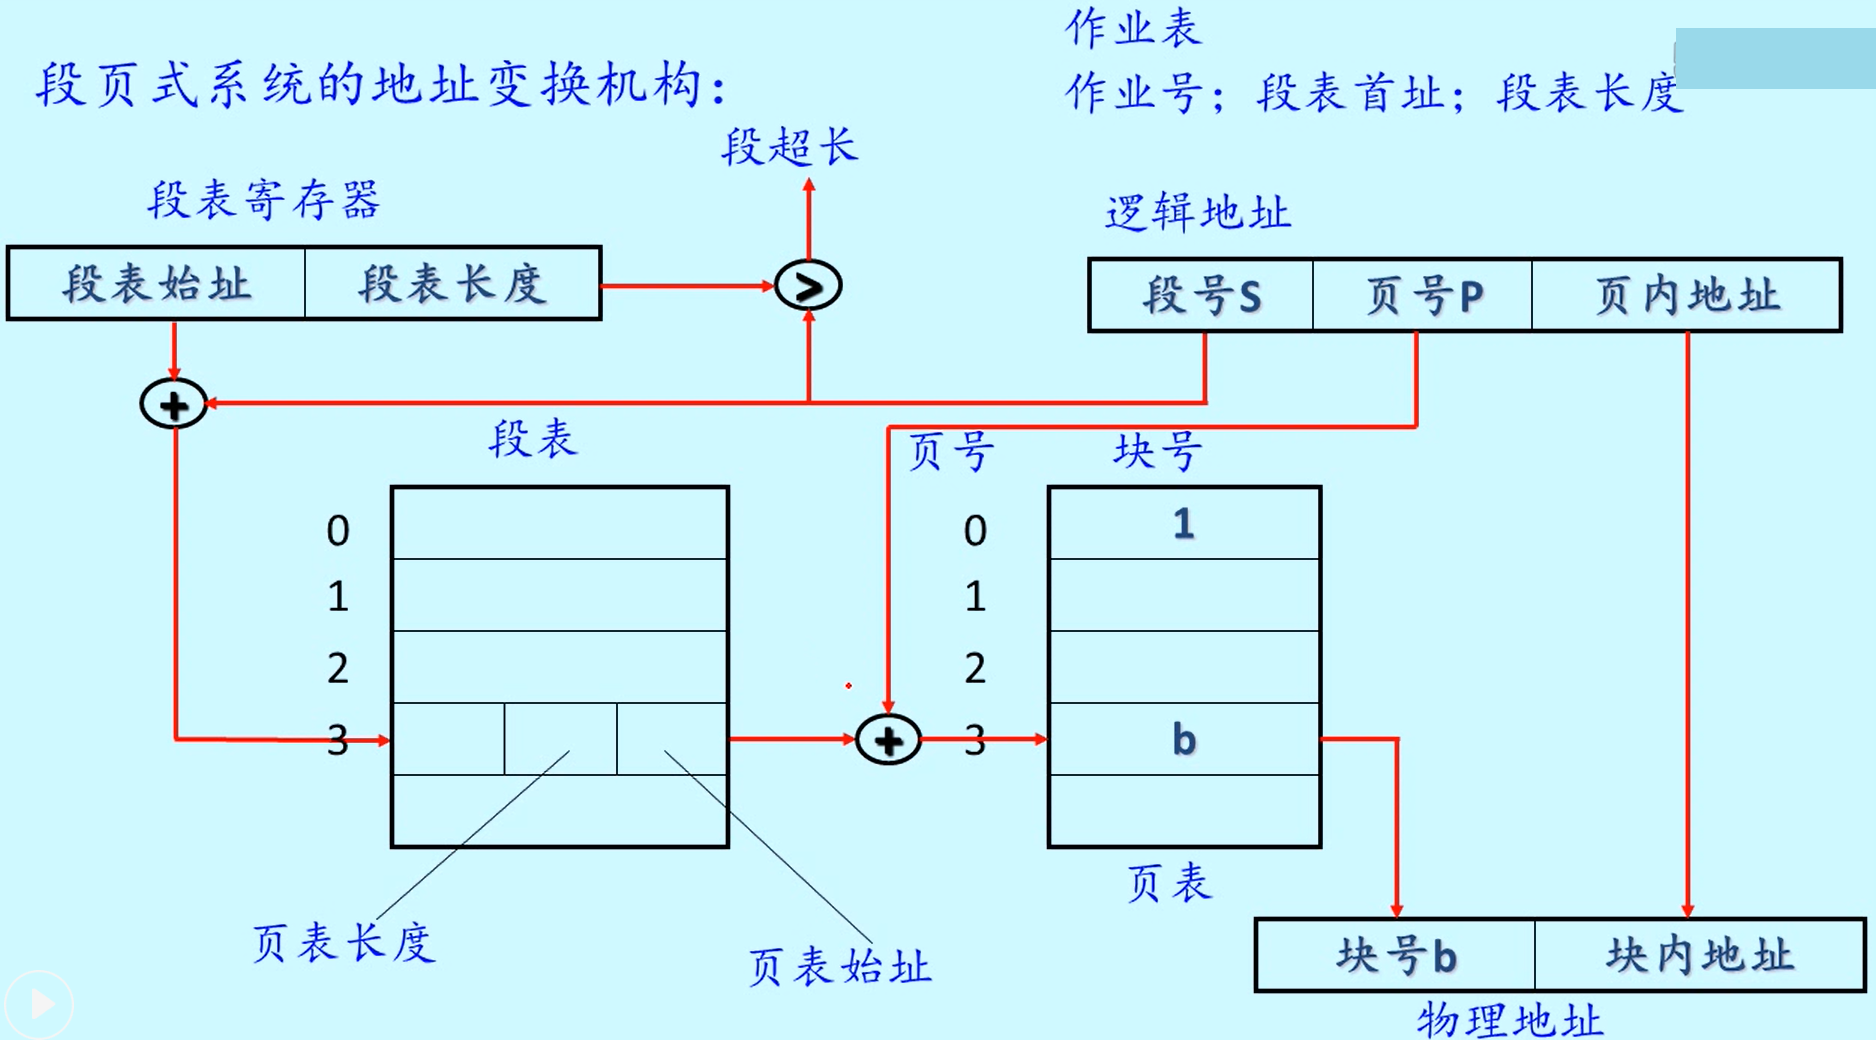 作业表
段页式系统的地址变换机构：
作业号；段表首址；段表长度
段超长
段表寄存器
逻辑地址
段表始址 段表长度
>
段号S 页号P 页内地址
+
段表
页号 块号
0
1
2
3
0 1
1
2
3 b
+
页表
页表长度
页表始址
块号b 块内地址
物理地址